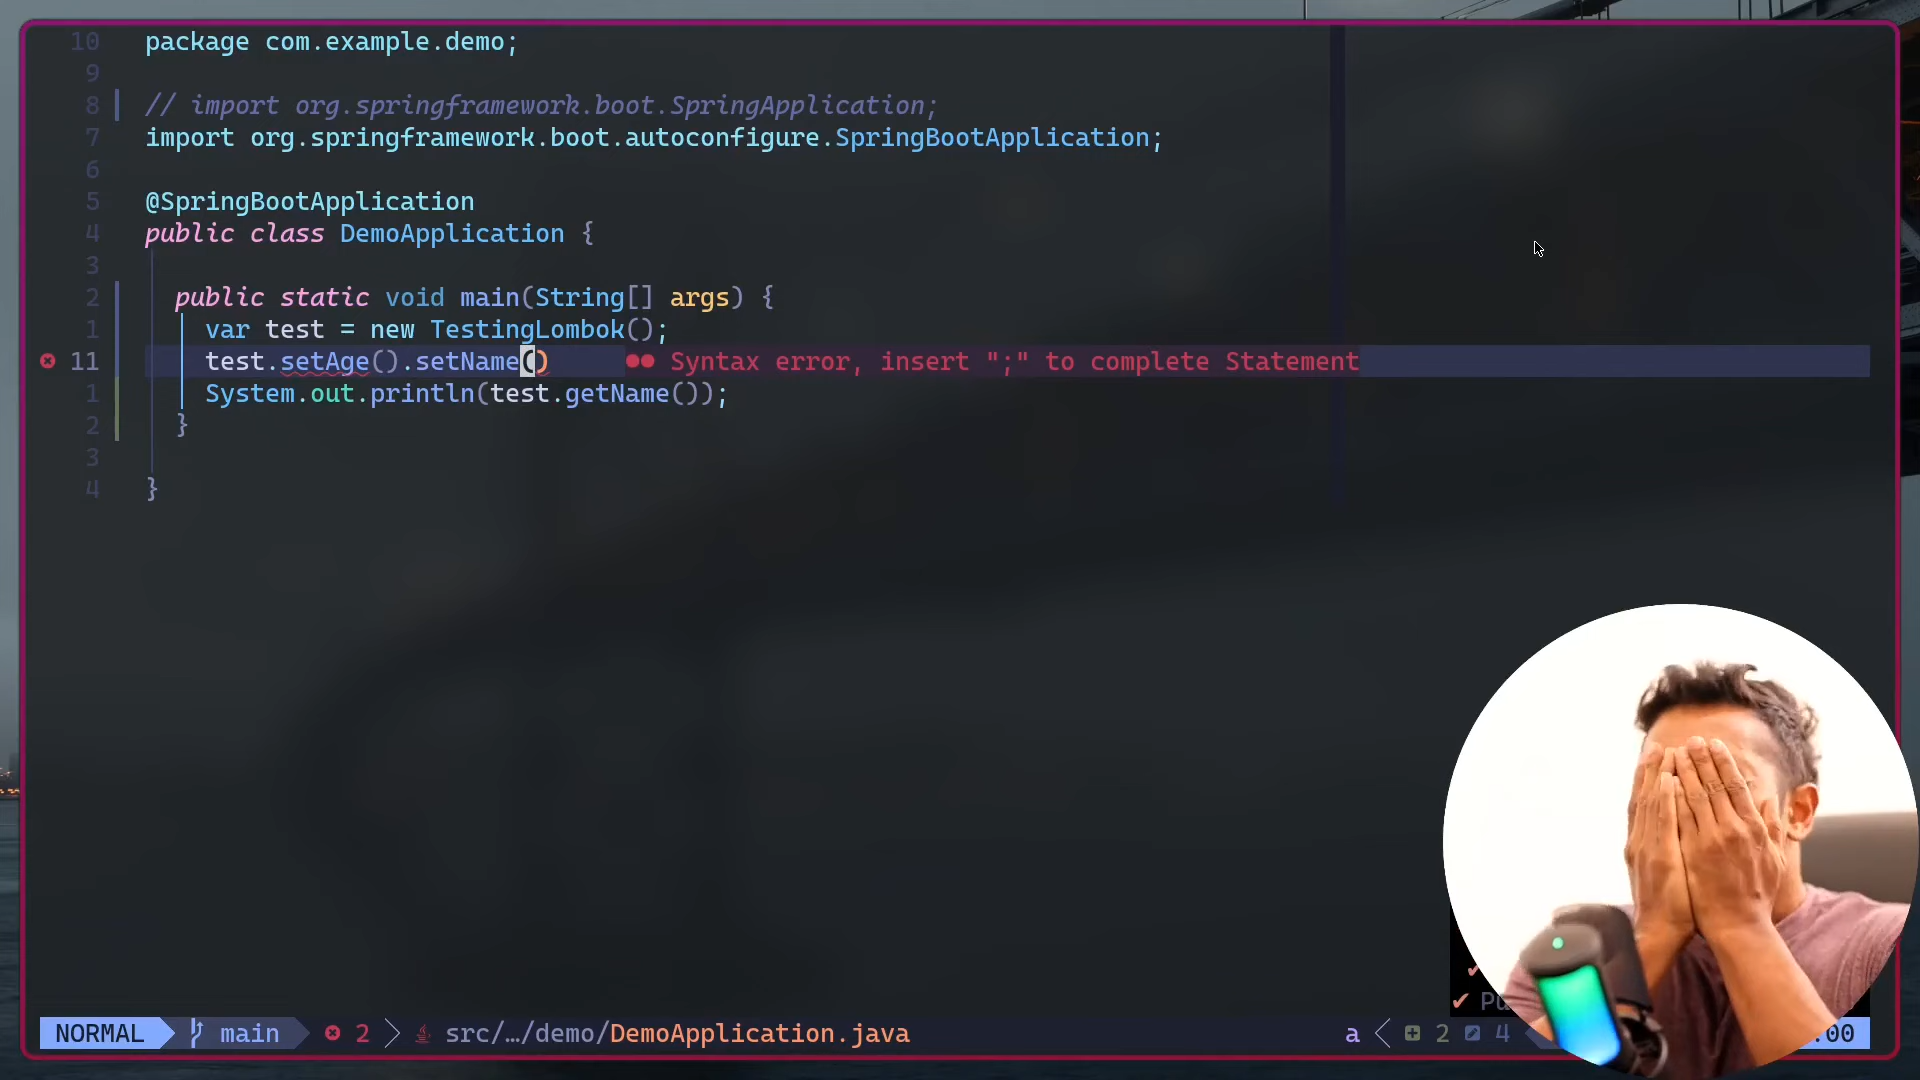 10 package com.example.demo;
9
8 // import org.springframework.boot.SpringApplication;
7 import org.springframework.boot.autoconfigure.SpringBootApplication;
6
5 @SpringBootApplication
4 public class DemoApplication {
3
2 public static void main(String[] args) {
1 var test = new TestingLombok();
11 test.setAge().setName() Syntax error, insert ";" to complete Statement
1 System.out.println(test.getName());
2 }
3
4 }
NORMAL main 2 src/…/demo/DemoApplication.java a 2 4 :00